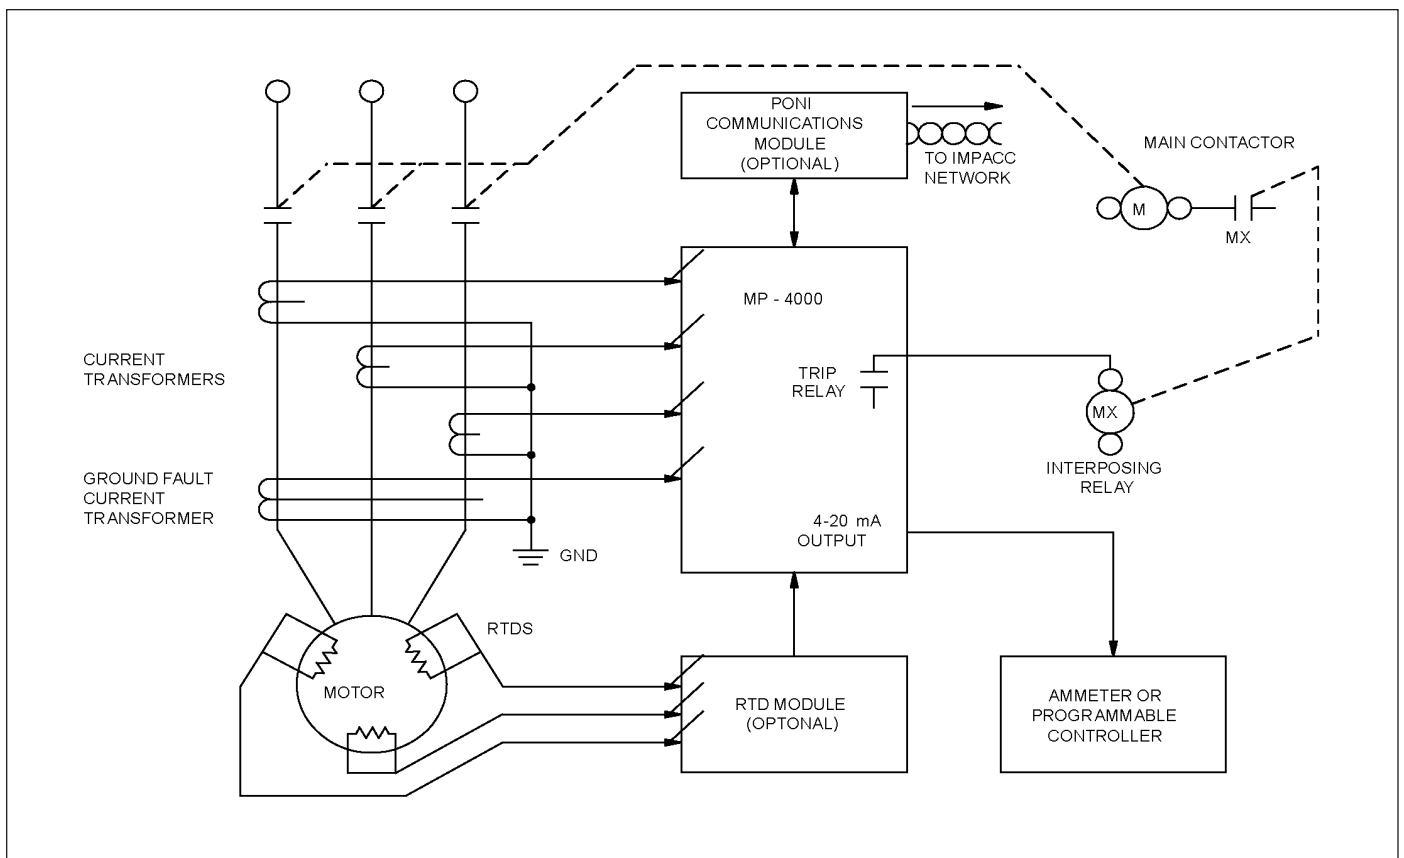 PONI
COMMUNICATIONS
MODULE
(OPTIONAL)
TO IMPACC
NETWORK
MAIN CONTACTOR
M
MX
MP - 4000
CURRENT
TRANSFORMERS
TRIP
RELAY
MX
INTERPOSING
RELAY
GROUND FAULT
CURRENT
TRANSFORMER
4-20 mA
OUTPUT
GND
RTDS
MOTOR
RTD MODULE
(OPTONAL)
AMMETER OR
PROGRAMMABLE
CONTROLLER